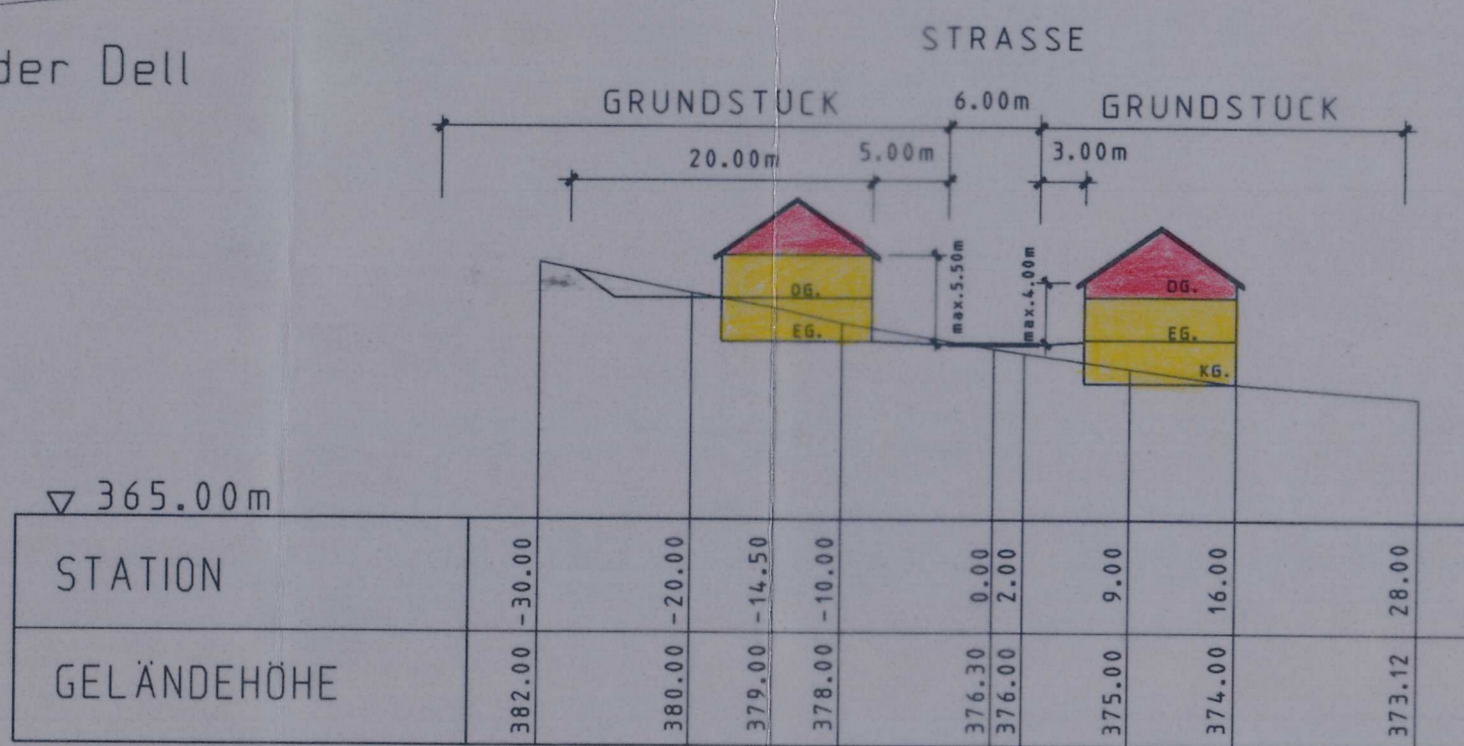 der Dell
STRASSE
GRUNDSTÜCK 6.00m GRUNDSTÜCK
20.00m 5.00m 3.00m
max.5.50m
max.4.00m
OG.
EG.
DG.
EG.
KG.
365.00m
STATION -30.00 -20.00 -14.50 -10.00 0.00 2.00 9.00 16.00 28.00
GELÄNDEHÖHE 382.00 380.00 379.00 378.00 376.30 376.00 375.00 374.00 373.12